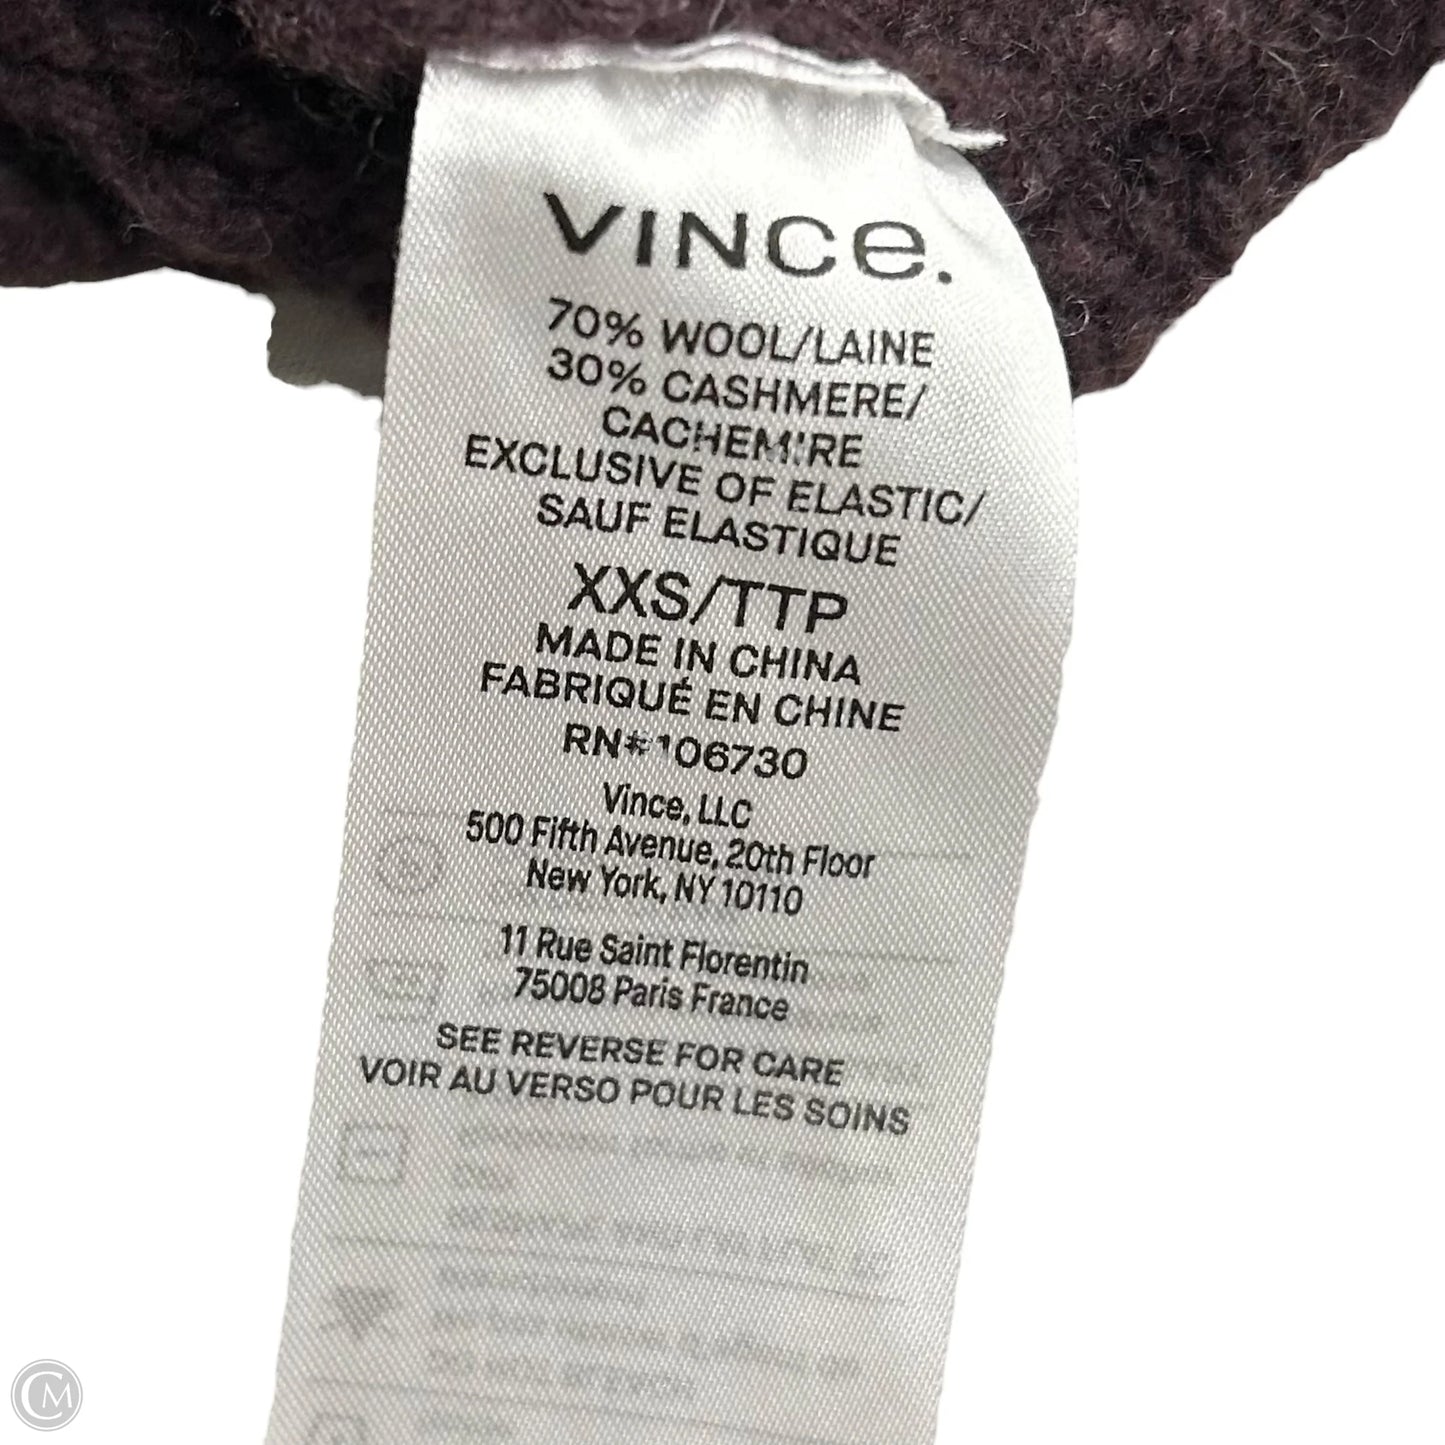 VINCe.
70% WOOL/LAINE
30% CASHMERE/
CACHEMIRE
EXCLUSIVE OF ELASTIC/
SAUF ELASTIQUE
XXS/TTP
MADE IN CHINA
FABRIQUÉ EN CHINE
RN#106730
Vince, LLC
500 Fifth Avenue, 20th Floor
New York, NY 10110
11 Rue Saint Florentin
75008 Paris France
SEE REVERSE FOR CARE
VOIR AU VERSO POUR LES SOINS
CM